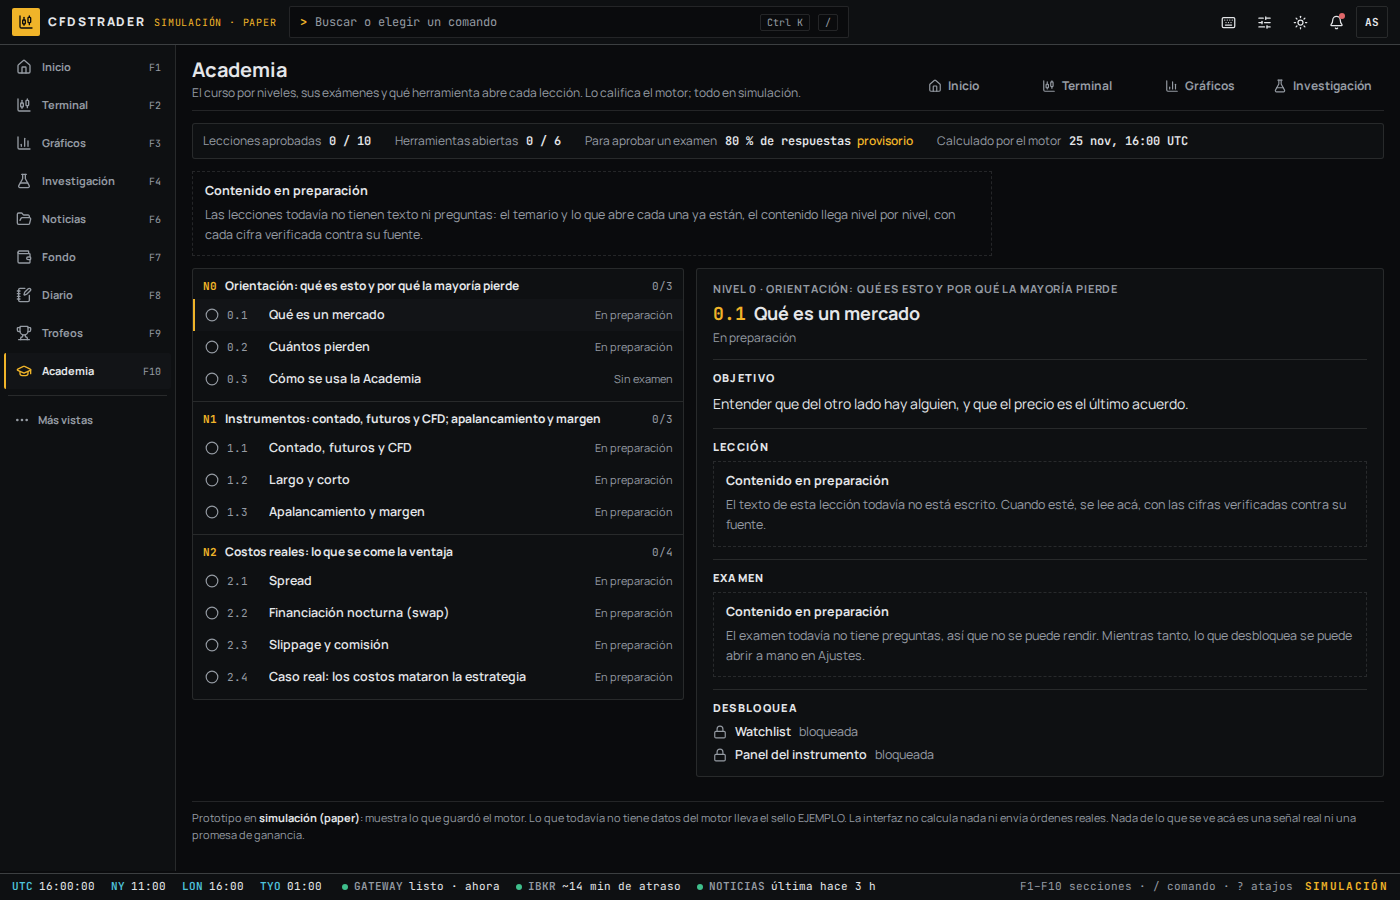 CFDSTRADER SIMULACIÓN · PAPER
> Buscar o elegir un comando Ctrl K /
AS
Inicio F1
Terminal F2
Gráficos F3
Investigación F4
Noticias F6
Fondo F7
Diario F8
Trofeos F9
Academia F10
Más vistas
Academia
El curso por niveles, sus exámenes y qué herramienta abre cada lección. Lo califica el motor; todo en simulación.
Inicio Terminal Gráficos Investigación
Lecciones aprobadas 0 / 10 Herramientas abiertas 0 / 6 Para aprobar un examen 80 % de respuestas provisorio Calculado por el motor 25 nov, 16:00 UTC
Contenido en preparación
Las lecciones todavía no tienen texto ni preguntas: el temario y lo que abre cada una ya están, el contenido llega nivel por nivel, con
cada cifra verificada contra su fuente.
N0 Orientación: qué es esto y por qué la mayoría pierde 0/3
0.1 Qué es un mercado En preparación
0.2 Cuántos pierden En preparación
0.3 Cómo se usa la Academia Sin examen
N1 Instrumentos: contado, futuros y CFD; apalancamiento y margen 0/3
1.1 Contado, futuros y CFD En preparación
1.2 Largo y corto En preparación
1.3 Apalancamiento y margen En preparación
N2 Costos reales: lo que se come la ventaja 0/4
2.1 Spread En preparación
2.2 Financiación nocturna (swap) En preparación
2.3 Slippage y comisión En preparación
2.4 Caso real: los costos mataron la estrategia En preparación
NIVEL 0 · ORIENTACIÓN: QUÉ ES ESTO Y POR QUÉ LA MAYORÍA PIERDE
0.1 Qué es un mercado
En preparación
OBJETIVO
Entender que del otro lado hay alguien, y que el precio es el último acuerdo.
LECCIÓN
Contenido en preparación
El texto de esta lección todavía no está escrito. Cuando esté, se lee acá, con las cifras verificadas contra su
fuente.
EXAMEN
Contenido en preparación
El examen todavía no tiene preguntas, así que no se puede rendir. Mientras tanto, lo que desbloquea se puede
abrir a mano en Ajustes.
DESBLOQUEA
Watchlist bloqueada
Panel del instrumento bloqueada
Prototipo en simulación (paper): muestra lo que guardó el motor. Lo que todavía no tiene datos del motor lleva el sello EJEMPLO. La interfaz no calcula nada ni envía órdenes reales. Nada de lo que se ve acá es una señal real ni una
promesa de ganancia.
UTC 16:00:00 NY 11:00 LON 16:00 TYO 01:00 GATEWAY listo · ahora IBKR ~14 min de atraso NOTICIAS última hace 3 h F1–F10 secciones · / comando · ? atajos SIMULACIÓN